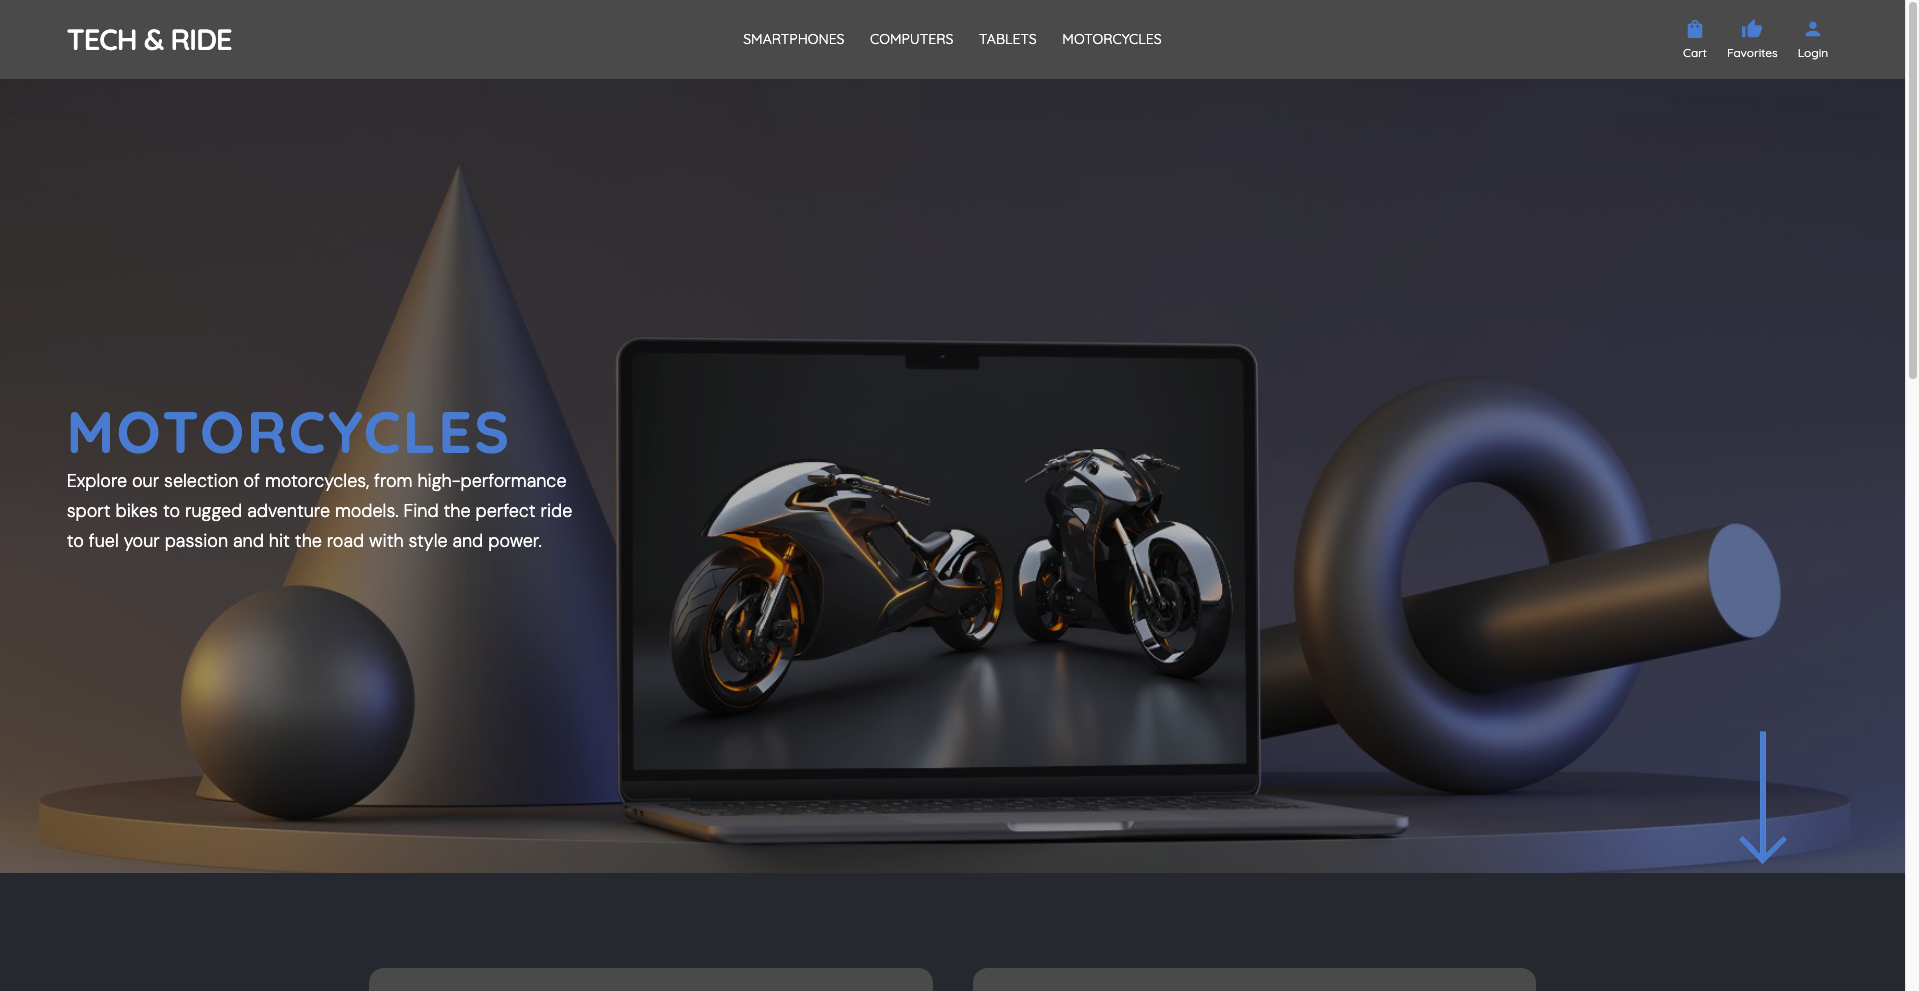 TECH & RIDE
SMARTPHONES COMPUTERS TABLETS MOTORCYCLES
Cart Favorites Login
MOTORCYCLES
Explore our selection of motorcycles, from high-performance
sport bikes to rugged adventure models. Find the perfect ride
to fuel your passion and hit the road with style and power.